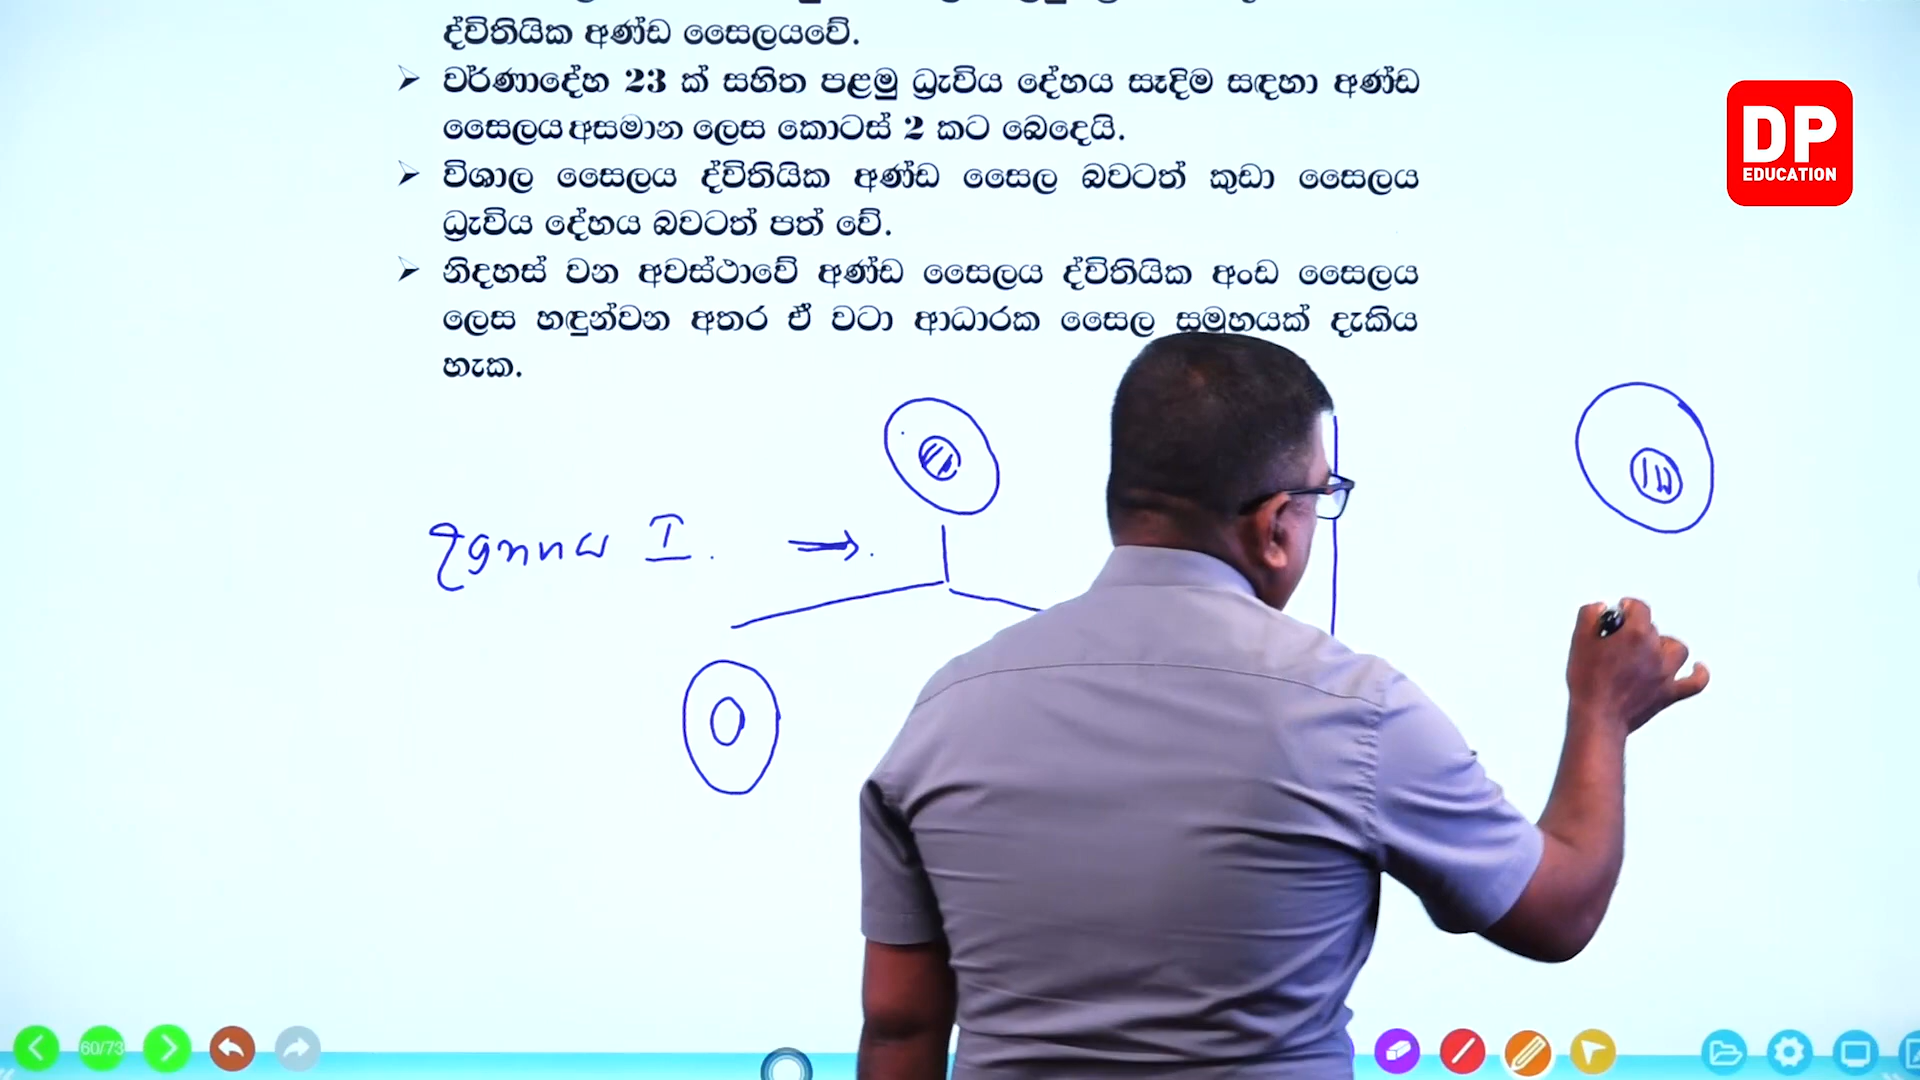 ද්විතියික අණ්ඩ සෛලයවේ.
➢ වර්ණාදේහ 23 ක් සහිත පළමු ධ්‍රැවිය දේහය සෑදිම සඳහා අණ්ඩ
සෛලය අසමාන ලෙස කොටස් 2 කට බෙදෙයි.
➢ විශාල සෛලය ද්විතියික අණ්ඩ සෛල බවටත් කුඩා සෛලය
ධ්‍රැවිය දේහය බවටත් පත් වේ.
➢ නිදහස් වන අවස්ථාවේ අණ්ඩ සෛලය ද්විතියික අංඩ සෛලය
ලෙස හඳුන්වන අතර ඒ වටා ආධාරක සෛල සමූහයක් දැකිය
හැක.
DP
EDUCATION
I
60/73